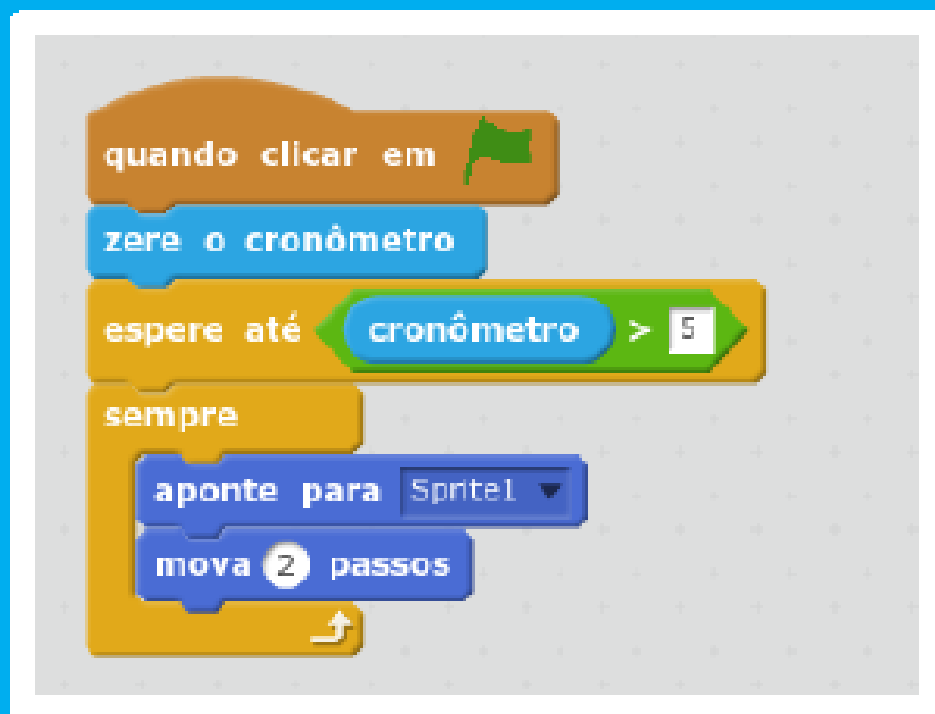 quando clicar em
zere o cronômetro
espere até cronômetro > 5
sempre
aponte para Sprite1
mova 2 passos